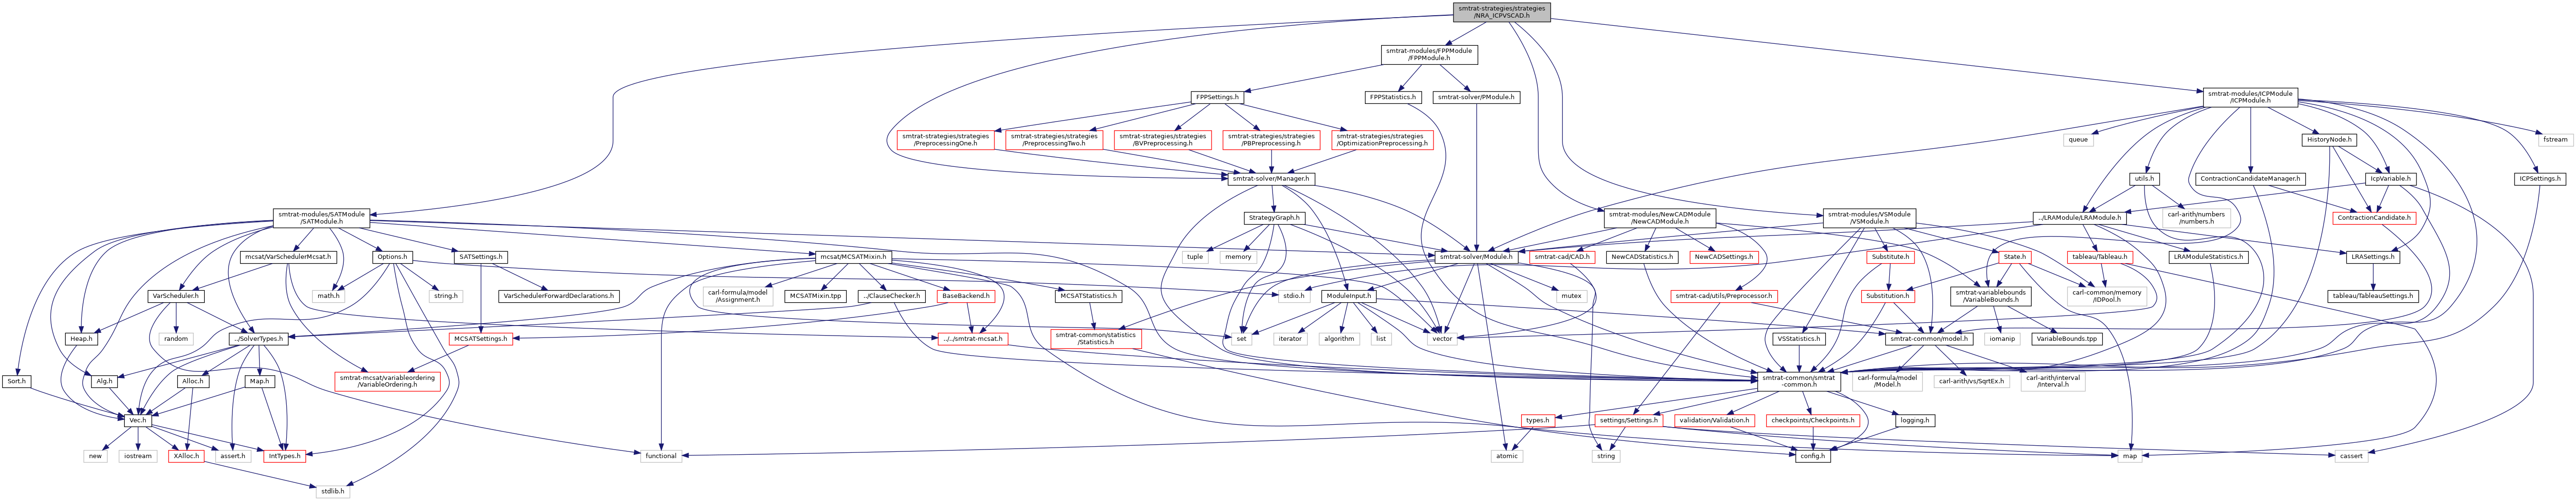 smtrat-strategies/strategies
/NRA_ICPVSCAD.h
smtrat-modules/FPPModule
/FPPModule.h
FPPSettings.h
FPPStatistics.h
smtrat-solver/PModule.h
smtrat-modules/ICPModule
/ICPModule.h
smtrat-strategies/strategies
/PreprocessingOne.h
smtrat-strategies/strategies
/PreprocessingTwo.h
smtrat-strategies/strategies
/BVPreprocessing.h
smtrat-strategies/strategies
/PBPreprocessing.h
smtrat-strategies/strategies
/OptimizationPreprocessing.h
queue
HistoryNode.h
fstream
smtrat-solver/Manager.h
utils.h
ContractionCandidateManager.h
IcpVariable.h
ICPSettings.h
smtrat-modules/SATModule
/SATModule.h
StrategyGraph.h
smtrat-modules/NewCADModule
/NewCADModule.h
smtrat-modules/VSModule
/VSModule.h
../LRAModule/LRAModule.h
carl-arith/numbers
/numbers.h
ContractionCandidate.h
mcsat/VarSchedulerMcsat.h
Options.h
SATSettings.h
mcsat/MCSATMixin.h
tuple
memory
smtrat-solver/Module.h
smtrat-cad/CAD.h
NewCADStatistics.h
NewCADSettings.h
Substitute.h
State.h
tableau/Tableau.h
LRAModuleStatistics.h
LRASettings.h
VarScheduler.h
math.h
string.h
VarSchedulerForwardDeclarations.h
carl-formula/model
/Assignment.h
MCSATMixin.tpp
../ClauseChecker.h
BaseBackend.h
MCSATStatistics.h
stdio.h
ModuleInput.h
mutex
smtrat-cad/utils/Preprocessor.h
Substitution.h
smtrat-variablebounds
/VariableBounds.h
carl-common/memory
/IDPool.h
tableau/TableauSettings.h
Heap.h
random
../SolverTypes.h
MCSATSettings.h
../../smtrat-mcsat.h
smtrat-common/statistics
/Statistics.h
set
iterator
algorithm
list
vector
VSStatistics.h
smtrat-common/model.h
iomanip
VariableBounds.tpp
Sort.h
Alg.h
Alloc.h
Map.h
smtrat-mcsat/variableordering
/VariableOrdering.h
smtrat-common/smtrat
-common.h
carl-formula/model
/Model.h
carl-arith/vs/SqrtEx.h
carl-arith/interval
/Interval.h
Vec.h
types.h
settings/Settings.h
validation/Validation.h
checkpoints/Checkpoints.h
logging.h
new
iostream
XAlloc.h
assert.h
IntTypes.h
functional
atomic
string
config.h
map
cassert
stdlib.h